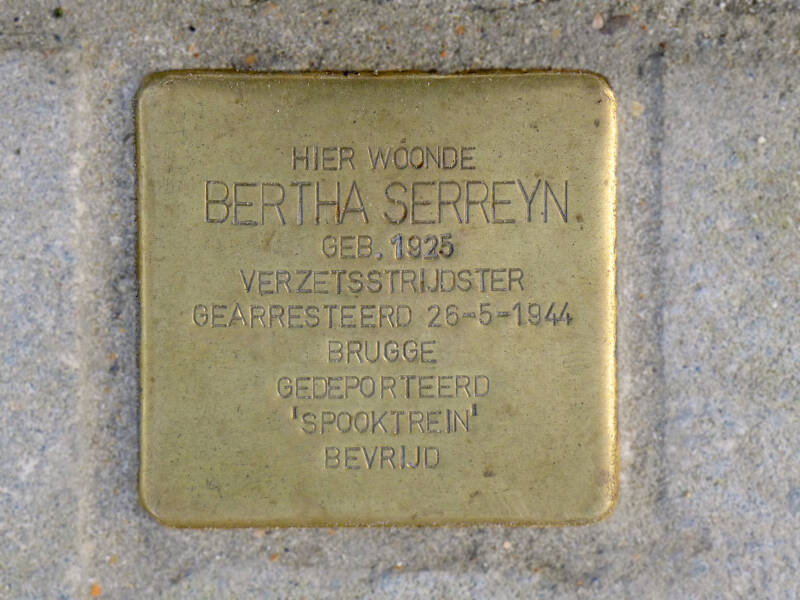 HIER WOONDE
BERTHA SERREYN
GEB. 1925
VERZETSSTRIJDSTER
GEARRESTEERD 26-5-1944
BRUGGE
GEDEPORTEERD
'SPOOKTREIN'
BEVRIJD